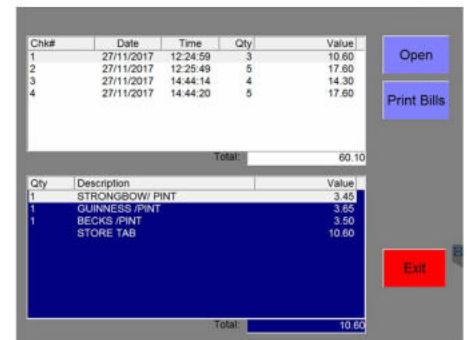 Chk# Date Time Qty Value
1 27/11/2017 12:24:59 3 10.60
2 27/11/2017 12:25:49 5 17.60
3 27/11/2017 14:44:14 4 14.30
4 27/11/2017 14:44:20 5 17.60
Total: 60.10
Open
Print Bills
Qty Description Value
1 STRONGBOW/ PINT 3.45
1 GUINNESS /PINT 3.65
1 BECKS /PINT 3.50
STORE TAB 10.60
Total: 10.60
Exit